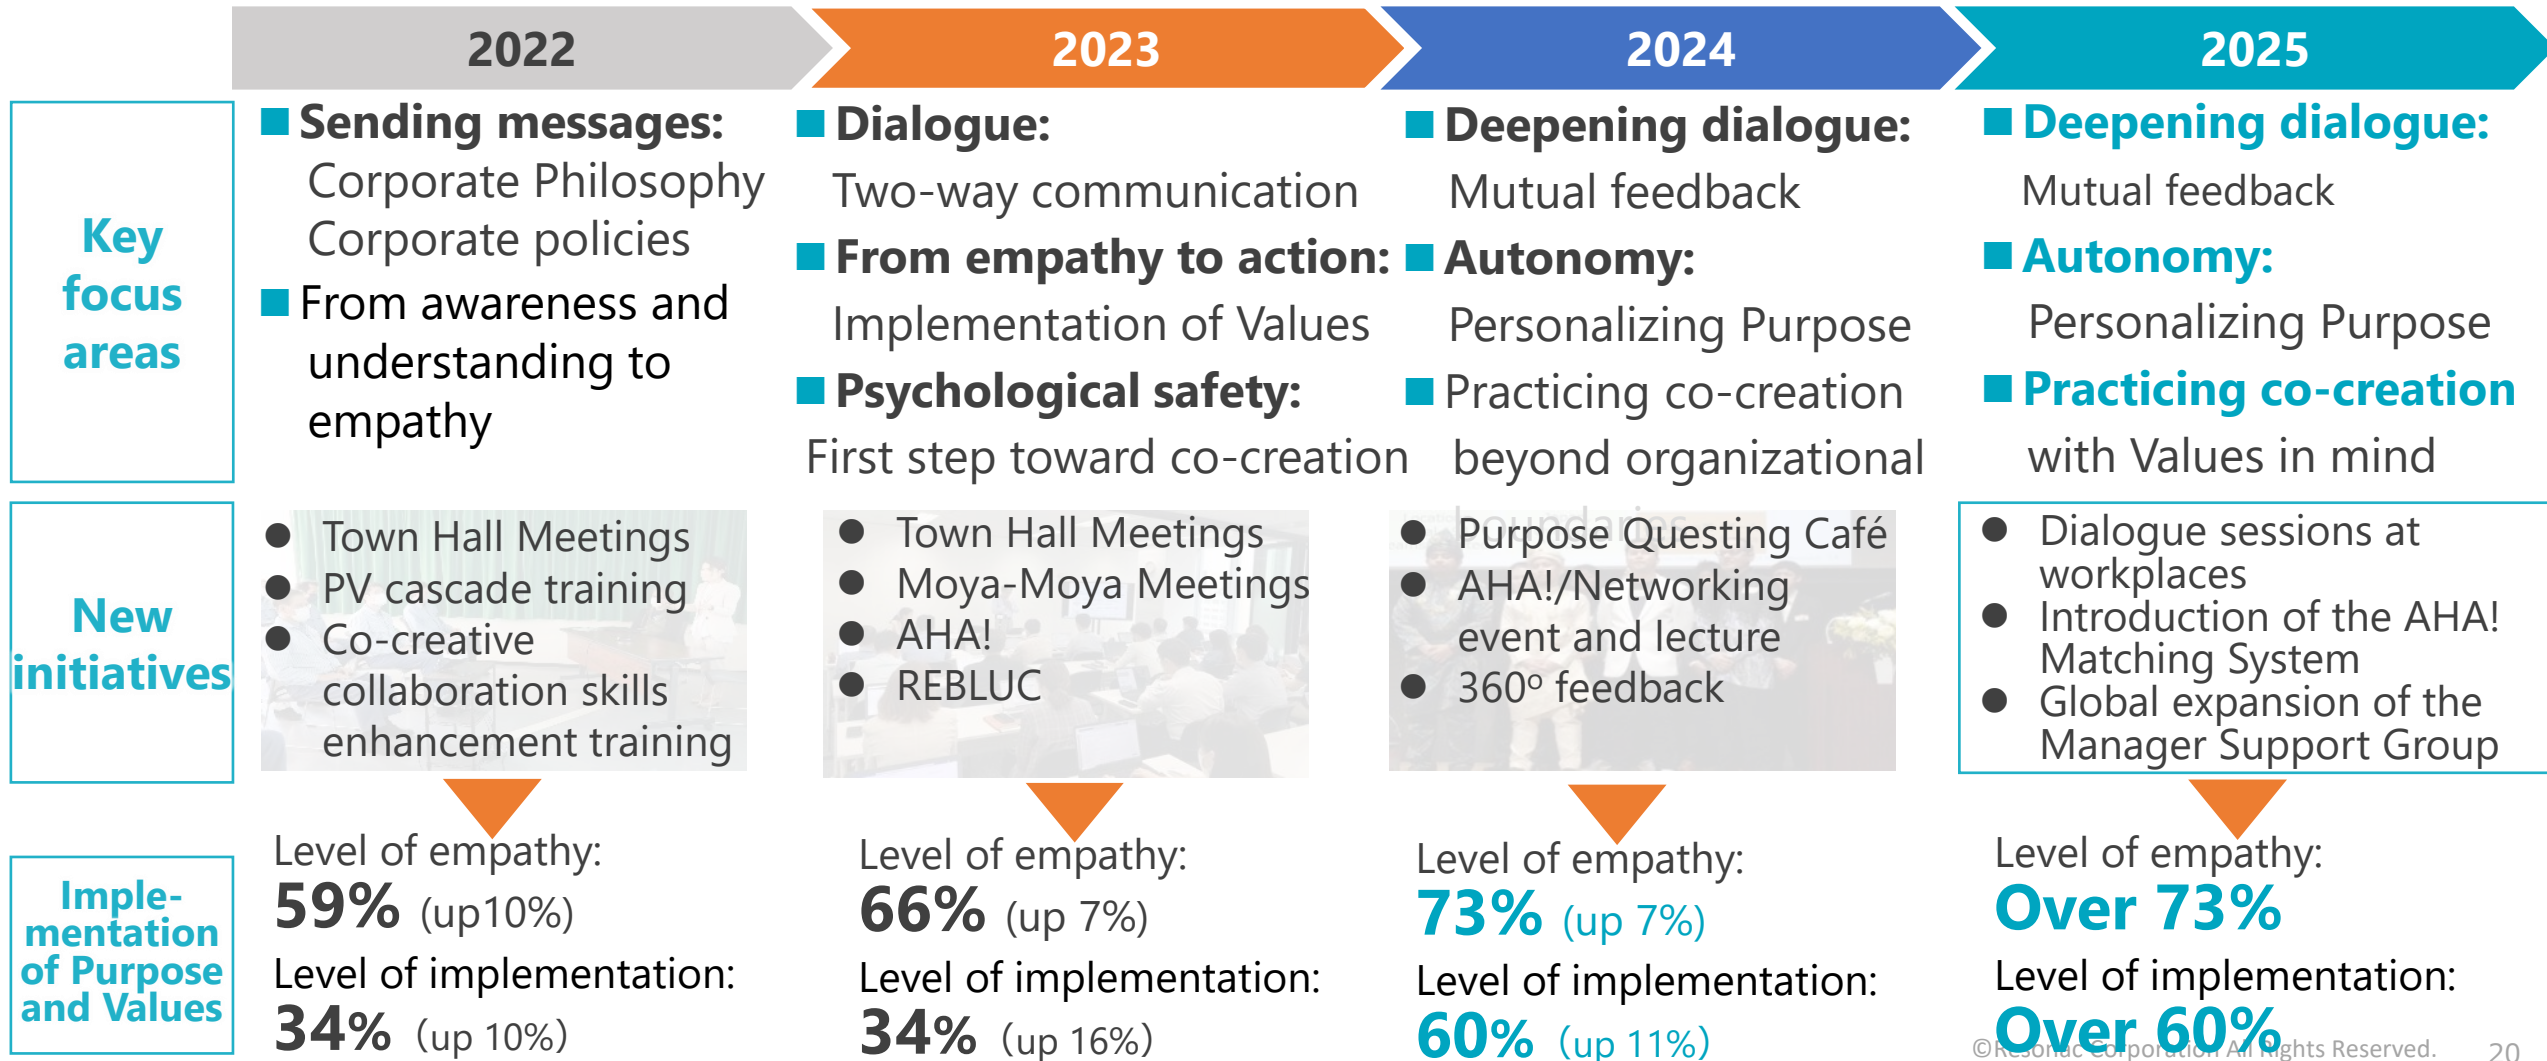 2022
2023
2024
2025
Key
focus
areas
■ Sending messages:
Corporate Philosophy
Corporate policies
■ From awareness and
understanding to
empathy
■ Dialogue:
Two-way communication
■ From empathy to action:
Implementation of Values
■ Psychological safety:
First step toward co-creation
■ Deepening dialogue:
Mutual feedback
■ Autonomy:
Personalizing Purpose
■ Practicing co-creation
beyond organizational
boundaries
■ Deepening dialogue:
Mutual feedback
■ Autonomy:
Personalizing Purpose
■ Practicing co-creation
with Values in mind
New
initiatives
● Town Hall Meetings
● PV cascade training
● Co-creative
collaboration skills
enhancement training
● Town Hall Meetings
● Moya-Moya Meetings
● AHA!
● REBLUC
● Purpose Questing Café
● AHA!/Networking
event and lecture
● 360º feedback
● Dialogue sessions at
workplaces
● Introduction of the AHA!
Matching System
● Global expansion of the
Manager Support Group
Imple-
mentation
of Purpose
and Values
Level of empathy:
59% (up10%)
Level of implementation:
34% (up 10%)
Level of empathy:
66% (up 7%)
Level of implementation:
34% (up 16%)
Level of empathy:
73% (up 7%)
Level of implementation:
60% (up 11%)
Level of empathy:
Over 73%
Level of implementation:
Over 60%
©Resonac Corporation All Rights Reserved. 20